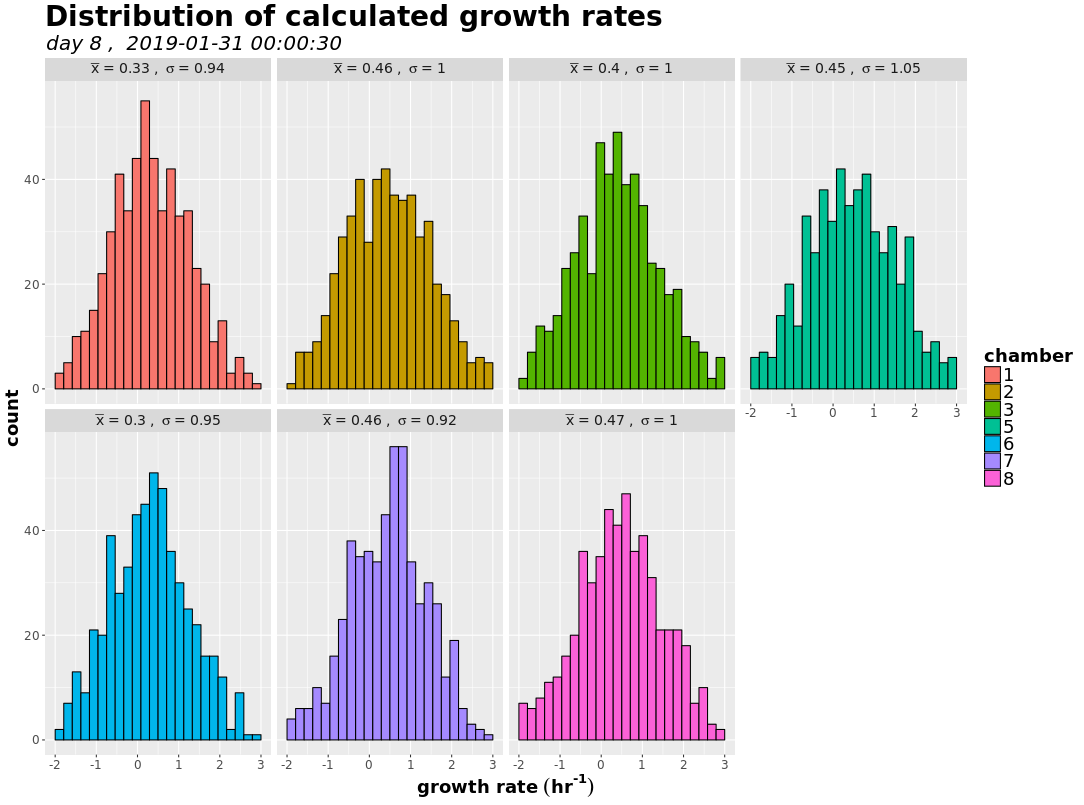 Distribution of calculated growth rates
day 8 ,  2019-01-31 00:00:30
x̅ = 0.33 ,  σ = 0.94
x̅ = 0.46 ,  σ = 1
x̅ = 0.4 ,  σ = 1
x̅ = 0.45 ,  σ = 1.05
40
20
0
-2 -1 0 1 2 3
x̅ = 0.3 ,  σ = 0.95
x̅ = 0.46 ,  σ = 0.92
x̅ = 0.47 ,  σ = 1
40
20
0
-2 -1 0 1 2 3
-2 -1 0 1 2 3
-2 -1 0 1 2 3
count
growth rate (hr⁻¹)
chamber
1
2
3
5
6
7
8